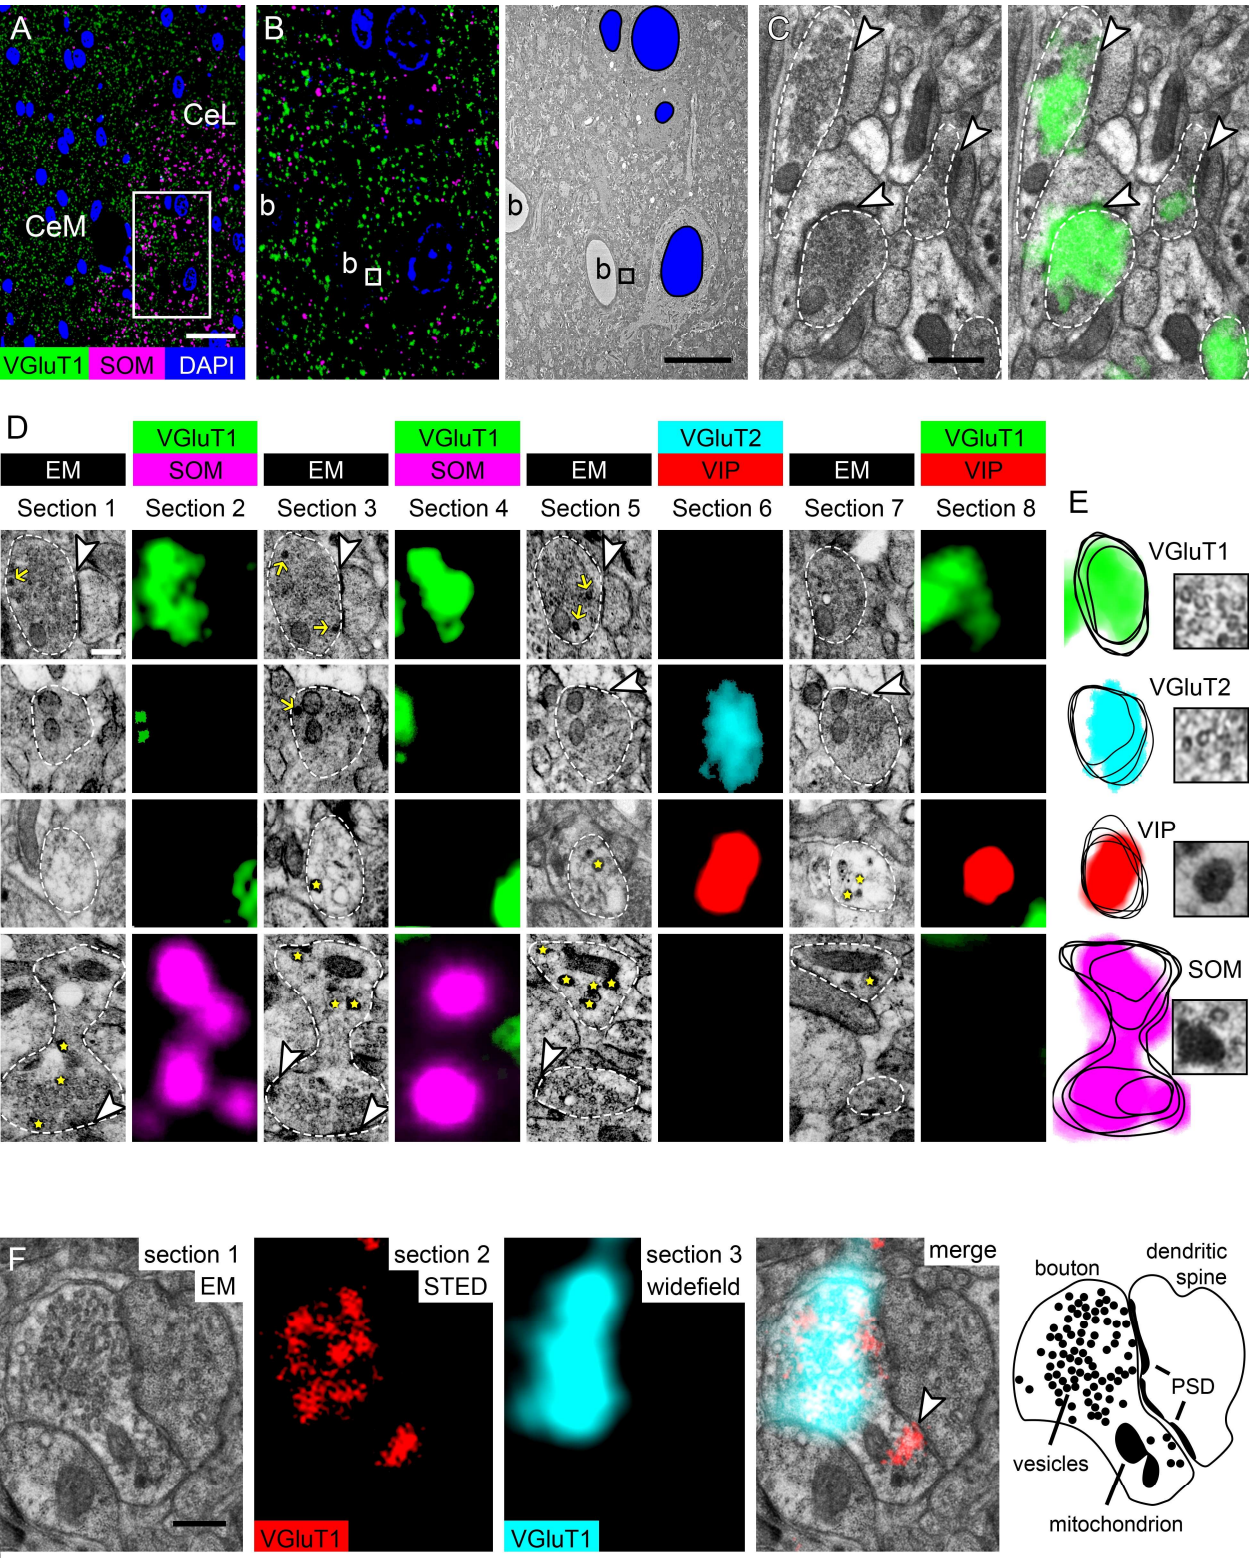 A
CeL
CeM
VGluT1 SOM DAPI
B
b
b
b
b
C
D
VGluT1
VGluT1
VGluT2
VGluT1
EM
SOM
EM
SOM
EM
VIP
EM
VIP
Section 1
Section 2
Section 3
Section 4
Section 5
Section 6
Section 7
Section 8
E
VGluT1
VGluT2
VIP
SOM
F
section 1
EM
section 2
STED
VGluT1
section 3
widefield
VGluT1
merge
bouton
dendritic
spine
PSD
vesicles
mitochondrion